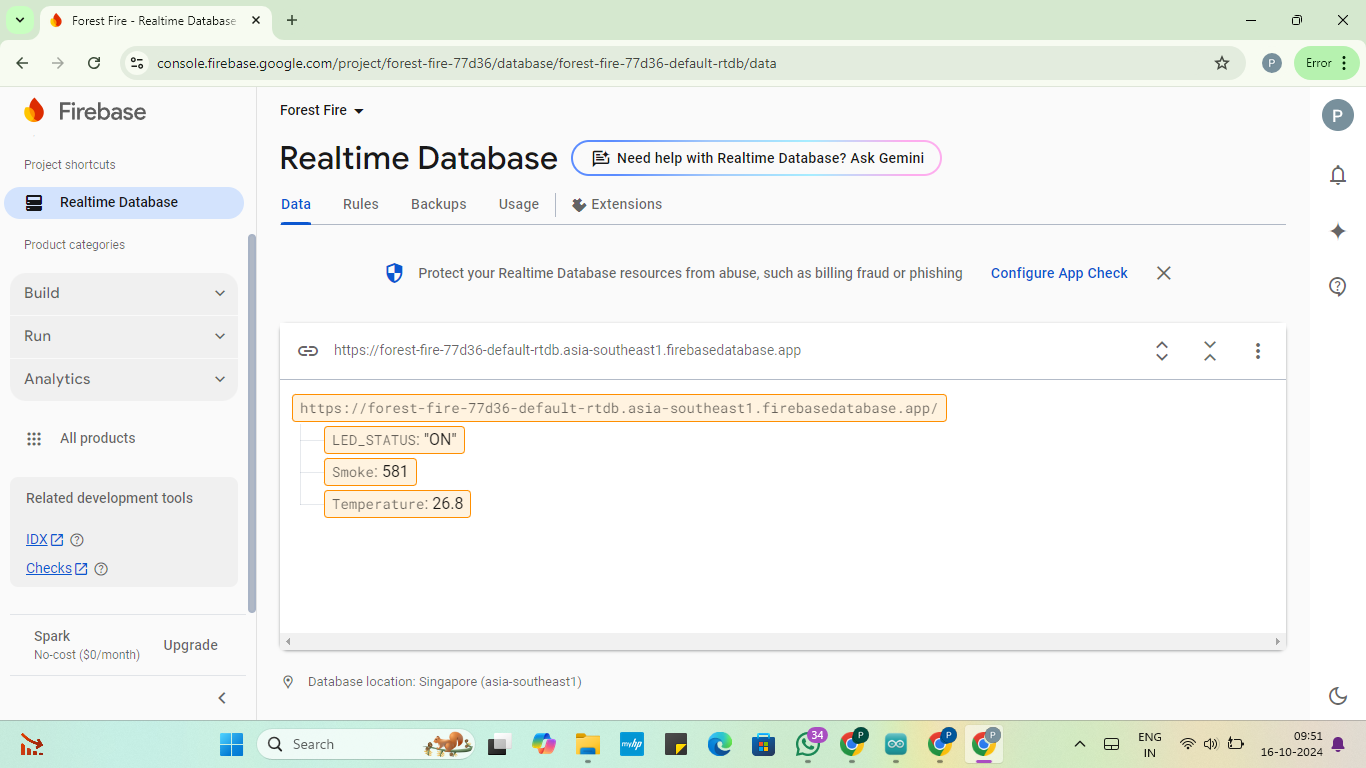 Forest Fire - Realtime Database
console.firebase.google.com/project/forest-fire-77d36/database/forest-fire-77d36-default-rtdb/data
P
Error
Firebase
Forest Fire
P
Project shortcuts
Realtime Database
Need help with Realtime Database? Ask Gemini
Realtime Database
Data Rules Backups Usage Extensions
Product categories
Build
Protect your Realtime Database resources from abuse, such as billing fraud or phishing Configure App Check
Run
https://forest-fire-77d36-default-rtdb.asia-southeast1.firebasedatabase.app
Analytics
https://forest-fire-77d36-default-rtdb.asia-southeast1.firebasedatabase.app/
All products
LED_STATUS: "ON"
Smoke: 581
Temperature: 26.8
Related development tools
IDX
Checks
Spark
No-cost ($0/month)
Upgrade
Database location: Singapore (asia-southeast1)
Search
myhp
34
P
P
P
ENG
IN
09:51
16-10-2024